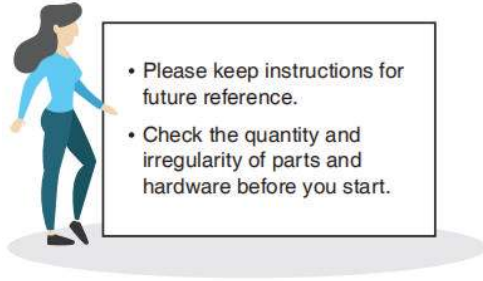 • Please keep instructions for
future reference.
• Check the quantity and
irregularity of parts and
hardware before you start.